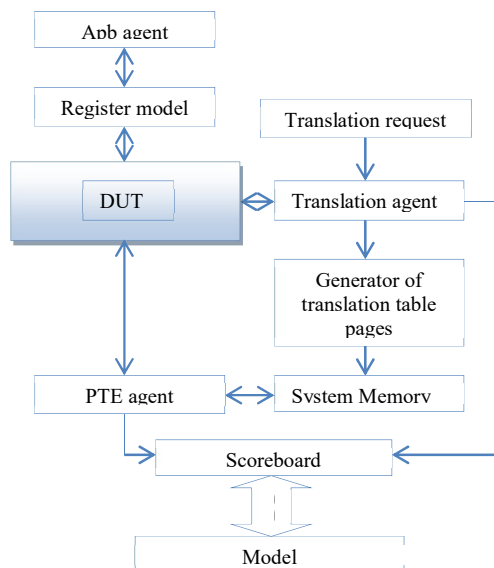 Apb agent
Register model
Translation request
DUT
Translation agent
Generator of
translation table
pages
PTE agent
System Memory
Scoreboard
Model